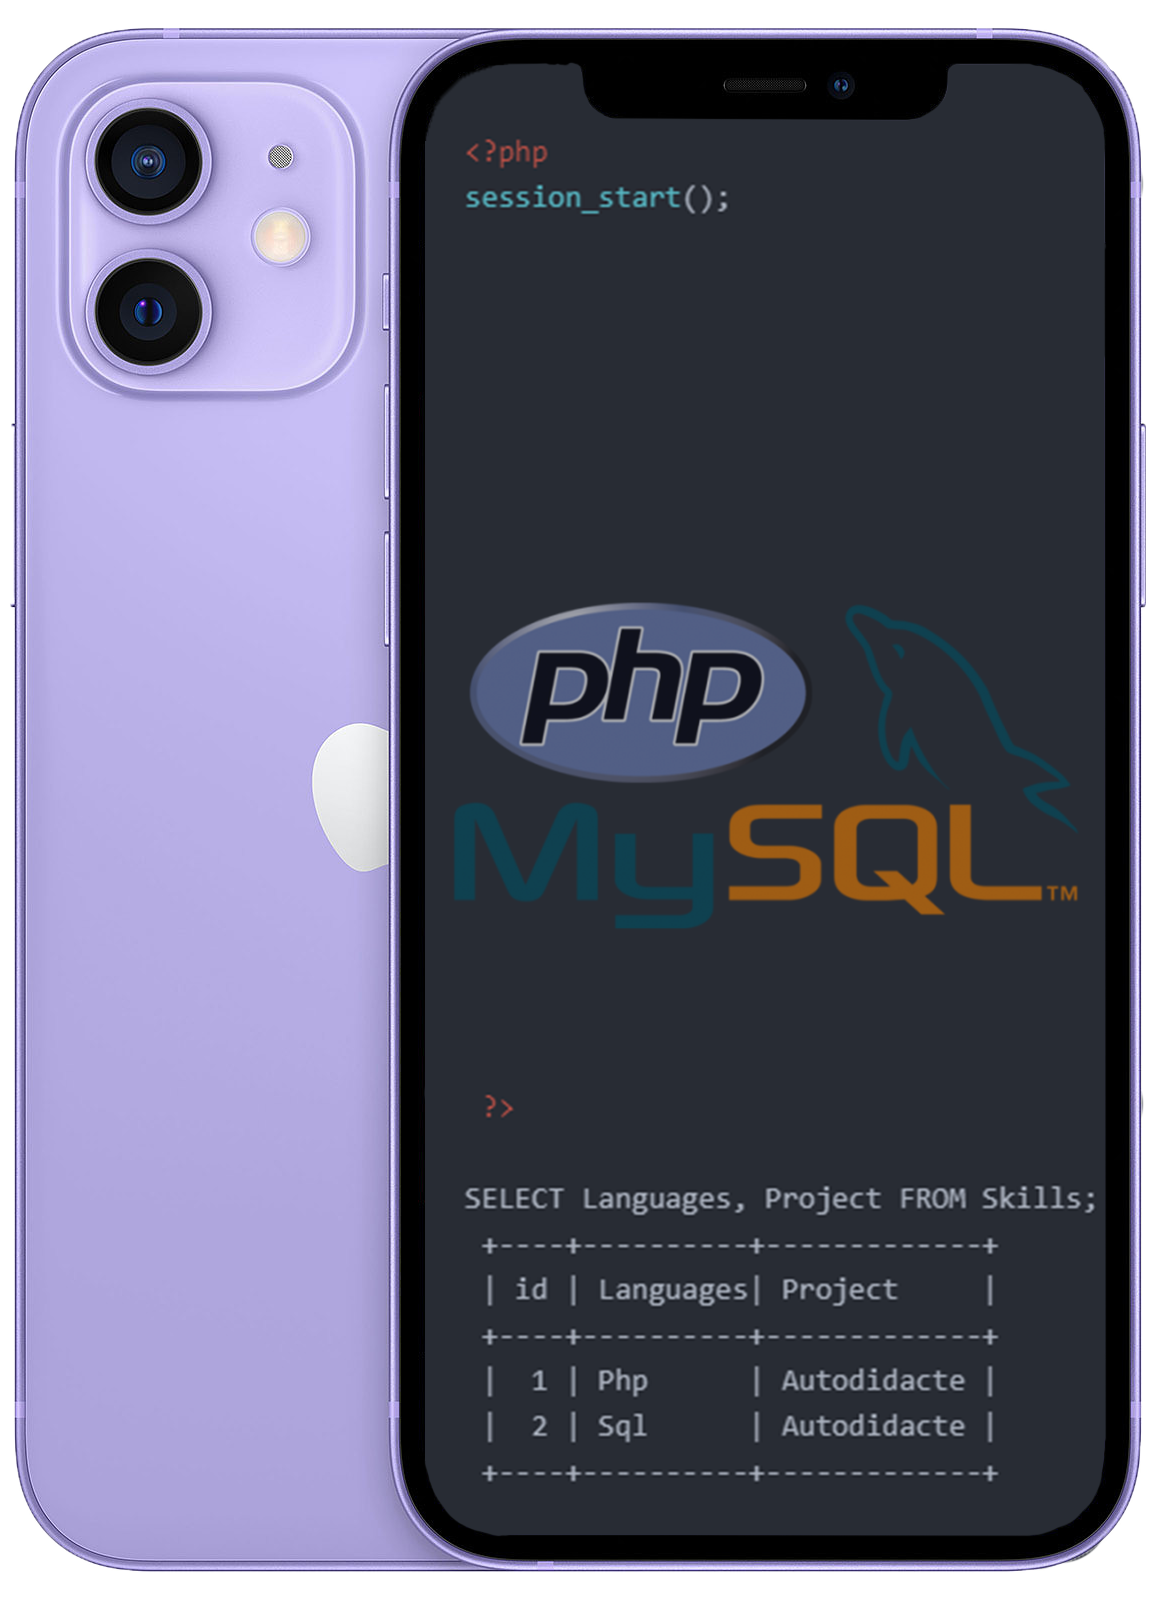 <?php
session_start();
php
MySQL™
?>
SELECT Languages, Project FROM Skills;
+----+----------+-------------+
| id | Languages| Project     |
+----+----------+-------------+
|  1 | Php      | Autodidacte |
|  2 | Sql      | Autodidacte |
+----+----------+-------------+